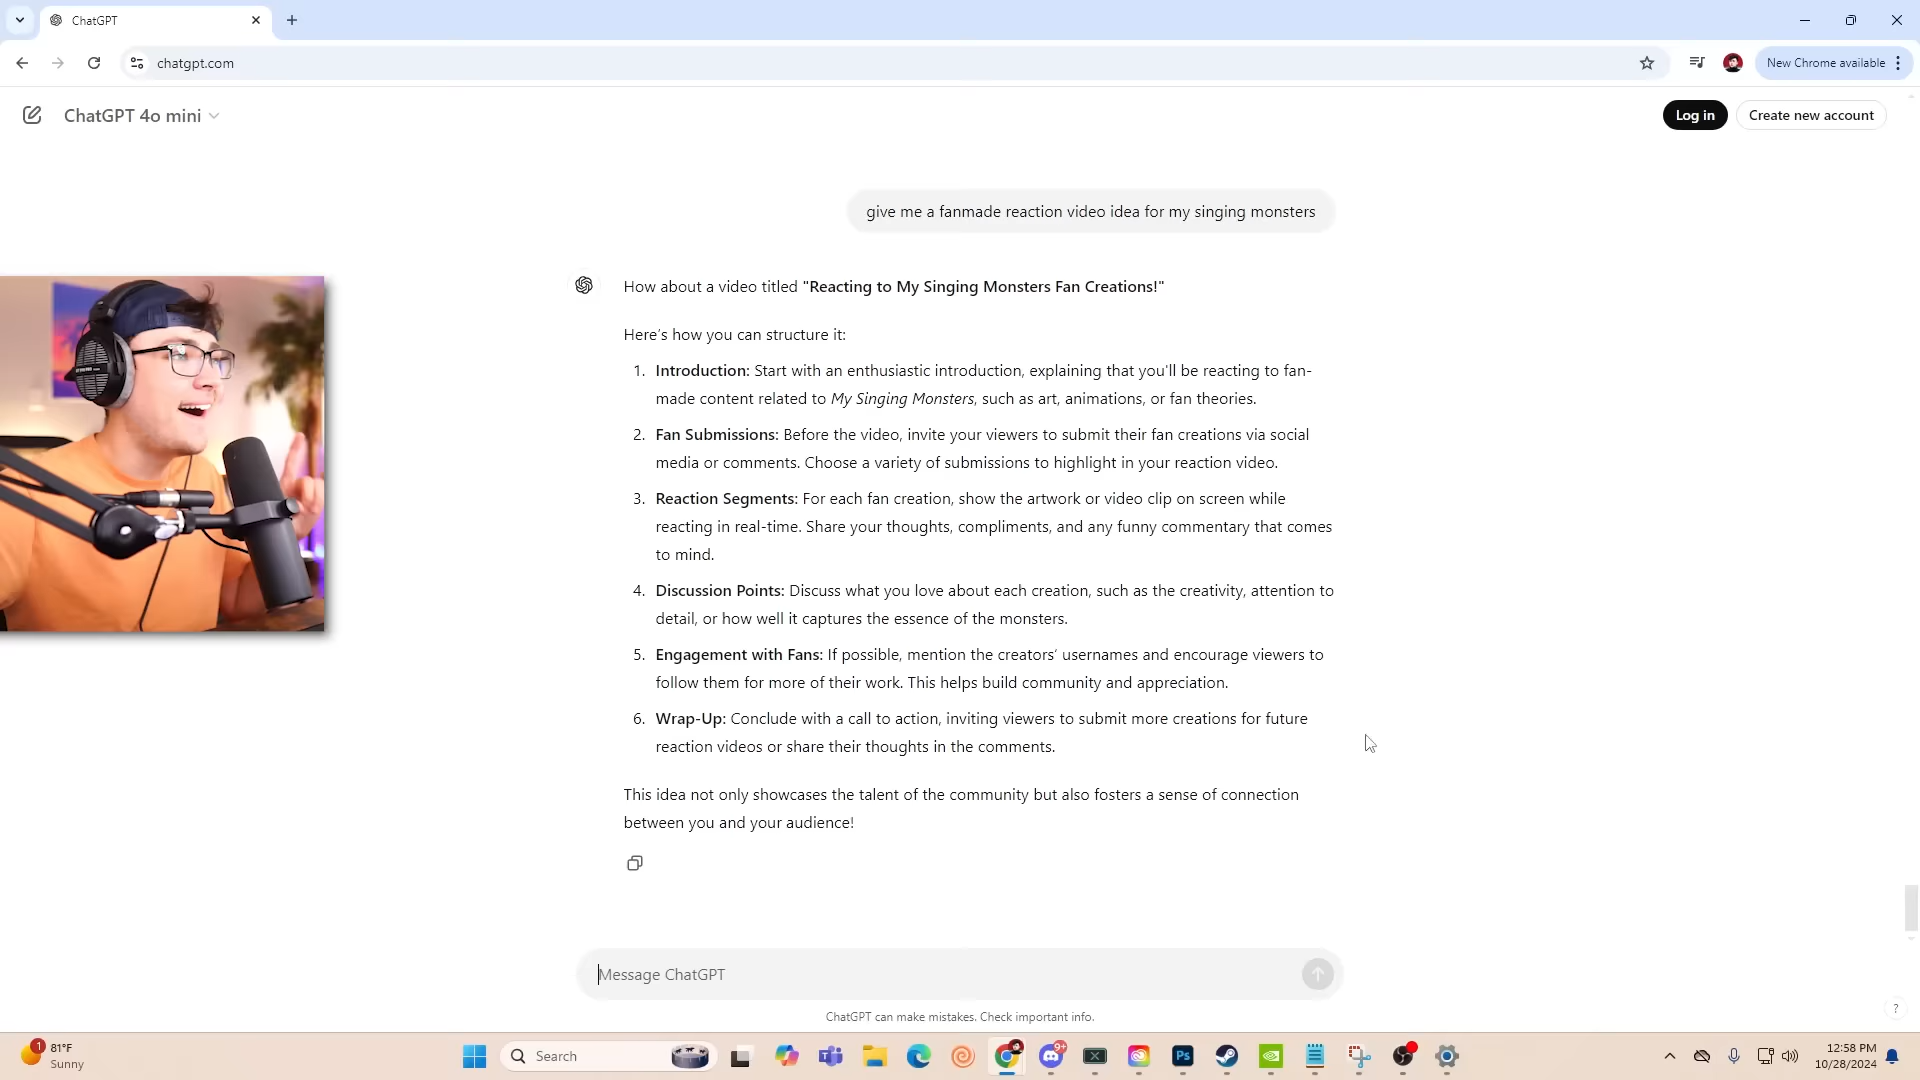 ChatGPT
chatgpt.com
New Chrome available
ChatGPT 4o mini
Log in
Create new account
give me a fanmade reaction video idea for my singing monsters
How about a video titled "Reacting to My Singing Monsters Fan Creations!"
Here's how you can structure it:
1. Introduction: Start with an enthusiastic introduction, explaining that you'll be reacting to fan-
made content related to My Singing Monsters, such as art, animations, or fan theories.
2. Fan Submissions: Before the video, invite your viewers to submit their fan creations via social
media or comments. Choose a variety of submissions to highlight in your reaction video.
3. Reaction Segments: For each fan creation, show the artwork or video clip on screen while
reacting in real-time. Share your thoughts, compliments, and any funny commentary that comes
to mind.
4. Discussion Points: Discuss what you love about each creation, such as the creativity, attention to
detail, or how well it captures the essence of the monsters.
5. Engagement with Fans: If possible, mention the creators' usernames and encourage viewers to
follow them for more of their work. This helps build community and appreciation.
6. Wrap-Up: Conclude with a call to action, inviting viewers to submit more creations for future
reaction videos or share their thoughts in the comments.
This idea not only showcases the talent of the community but also fosters a sense of connection
between you and your audience!
Message ChatGPT
ChatGPT can make mistakes. Check important info.
?
1
81°F
Sunny
Search
9+
Ps
12:58 PM
10/28/2024